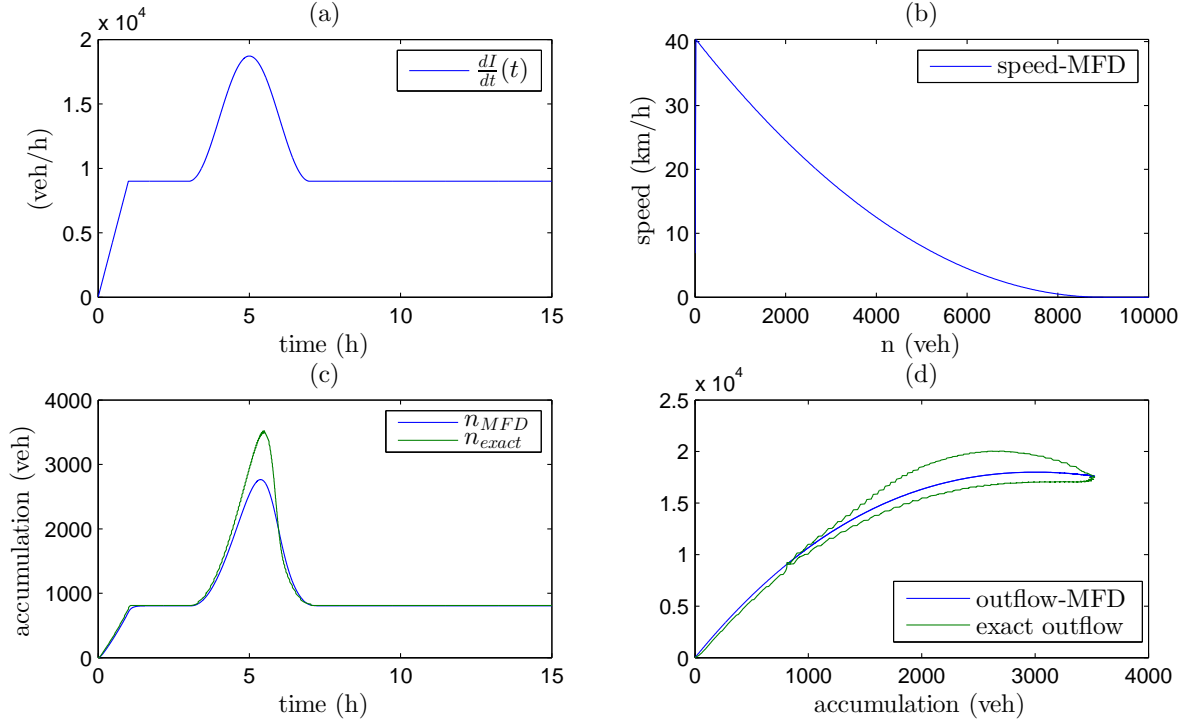 (a)
x 10^4
2
1.5
1
0.5
0
(veh/h)
dI/dt(t)
0 5 10 15
time (h)
(b)
40
30
20
10
0
speed (km/h)
speed-MFD
0 2000 4000 6000 8000 10000
n (veh)
(c)
4000
3000
2000
1000
0
accumulation (veh)
n_MFD
n_exact
0 5 10 15
time (h)
(d)
x 10^4
2.5
2
1.5
1
0.5
0
outflow-MFD
exact outflow
0 1000 2000 3000 4000
accumulation (veh)